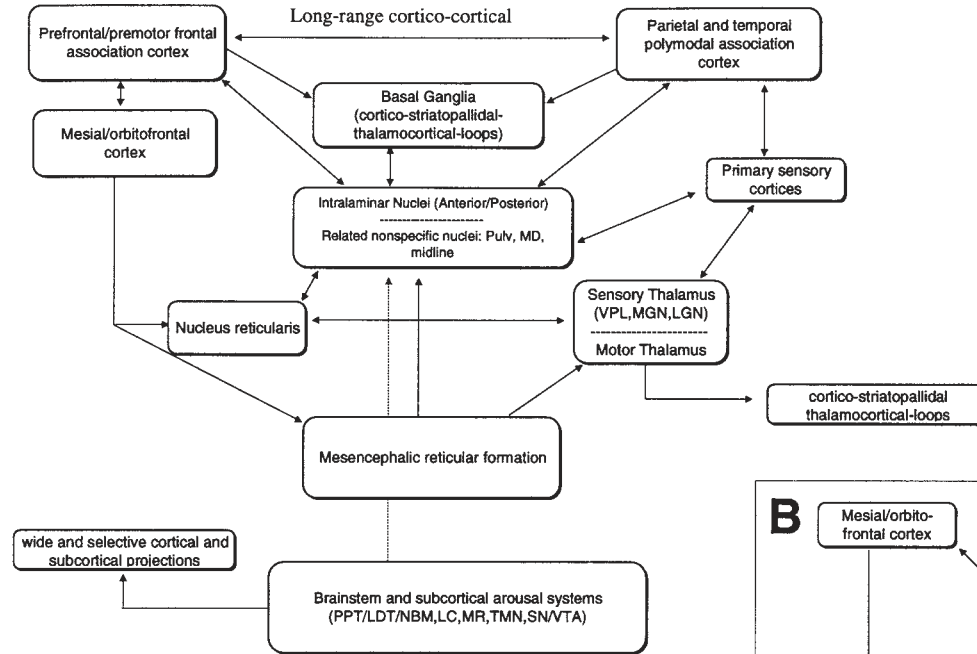 Long-range cortico-cortical
Prefrontal/premotor frontal
association cortex
Parietal and temporal
polymodal association
cortex
Basal Ganglia
(cortico-striatopallidal-
thalamocortical-loops)
Mesial/orbitofrontal
cortex
Primary sensory
cortices
Intralaminar Nuclei (Anterior/Posterior)
Related nonspecific nuclei: Pulv, MD,
midline
Nucleus reticularis
Sensory Thalamus
(VPL,MGN,LGN)
Motor Thalamus
cortico-striatopallidal
thalamocortical-loops
Mesencephalic reticular formation
wide and selective cortical and
subcortical projections
Brainstem and subcortical arousal systems
(PPT/LDT/NBM,LC,MR,TMN,SN/VTA)
B
Mesial/orbito-
frontal cortex